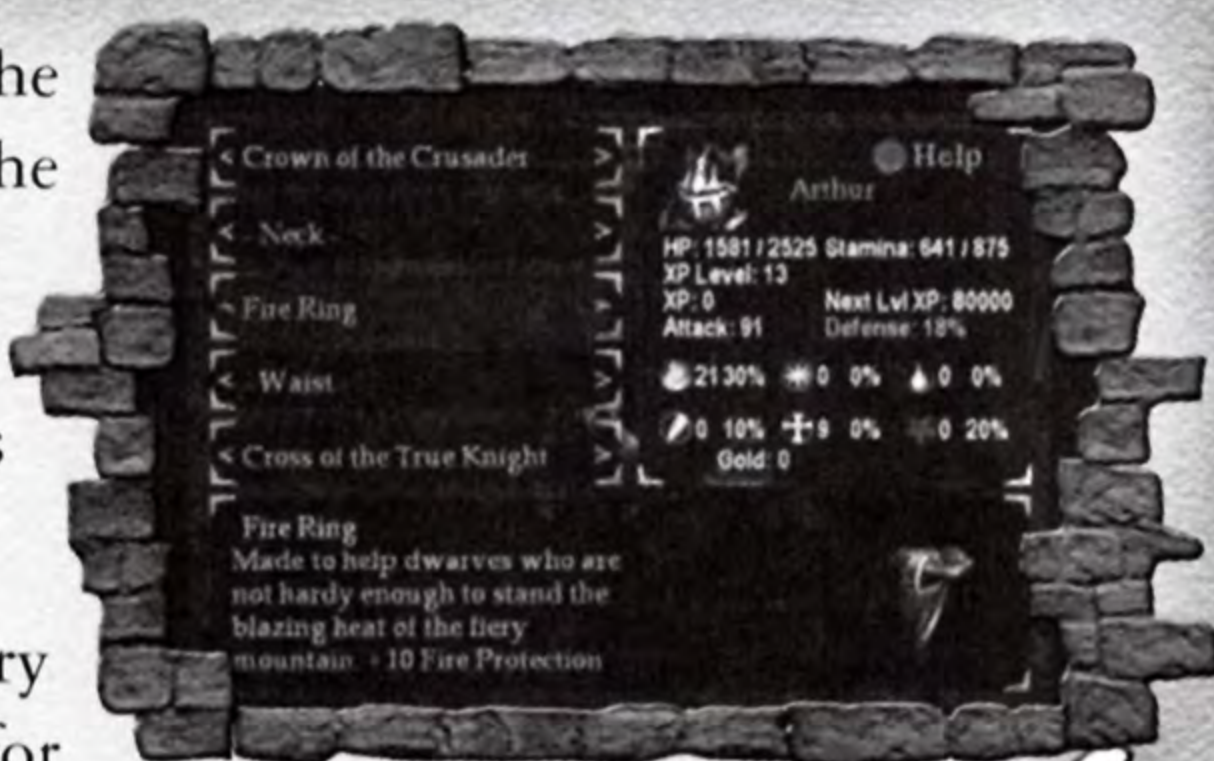 he
he
s
ry
or
< Crown of the Crusader >
< - Neck - >
Fire Ring >
< - Waist >
< Cross of the True Knight >
Help
Arthur
HP: 1581 / 2525 Stamina: 641 / 875
XP Level: 13
XP: 0 Next Lvl XP: 80000
Attack: 91 Defense: 18%
21 30% 0 0% 0 0%
0 10% 9 0% 0 20%
Gold: 0
Fire Ring
Made to help dwarves who are
not hardy enough to stand the
blazing heat of the fiery
mountain. +10 Fire Protection